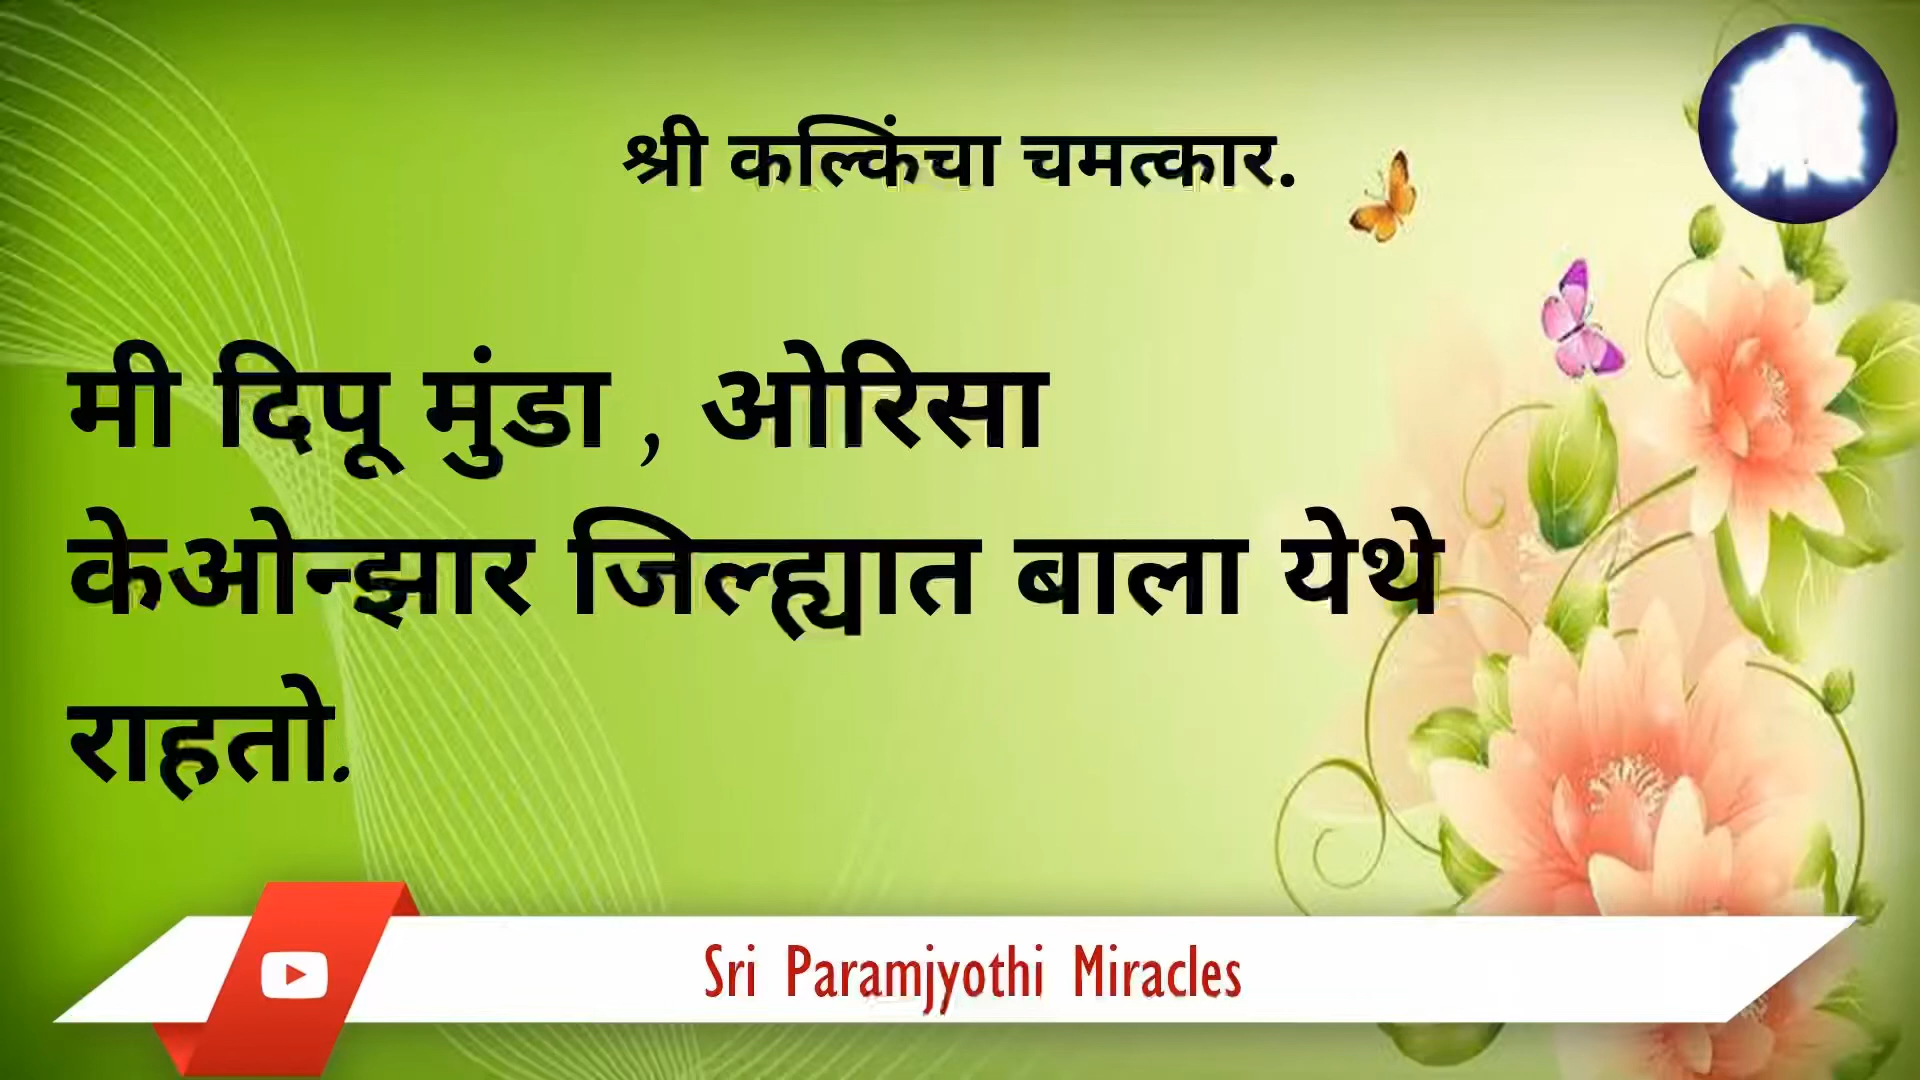 श्री कल्किंचा चमत्कार.
मी दिपू मुंडा , ओरिसा
केओन्झार जिल्ह्यात बाला येथे
राहतो.
Sri Paramjyothi Miracles